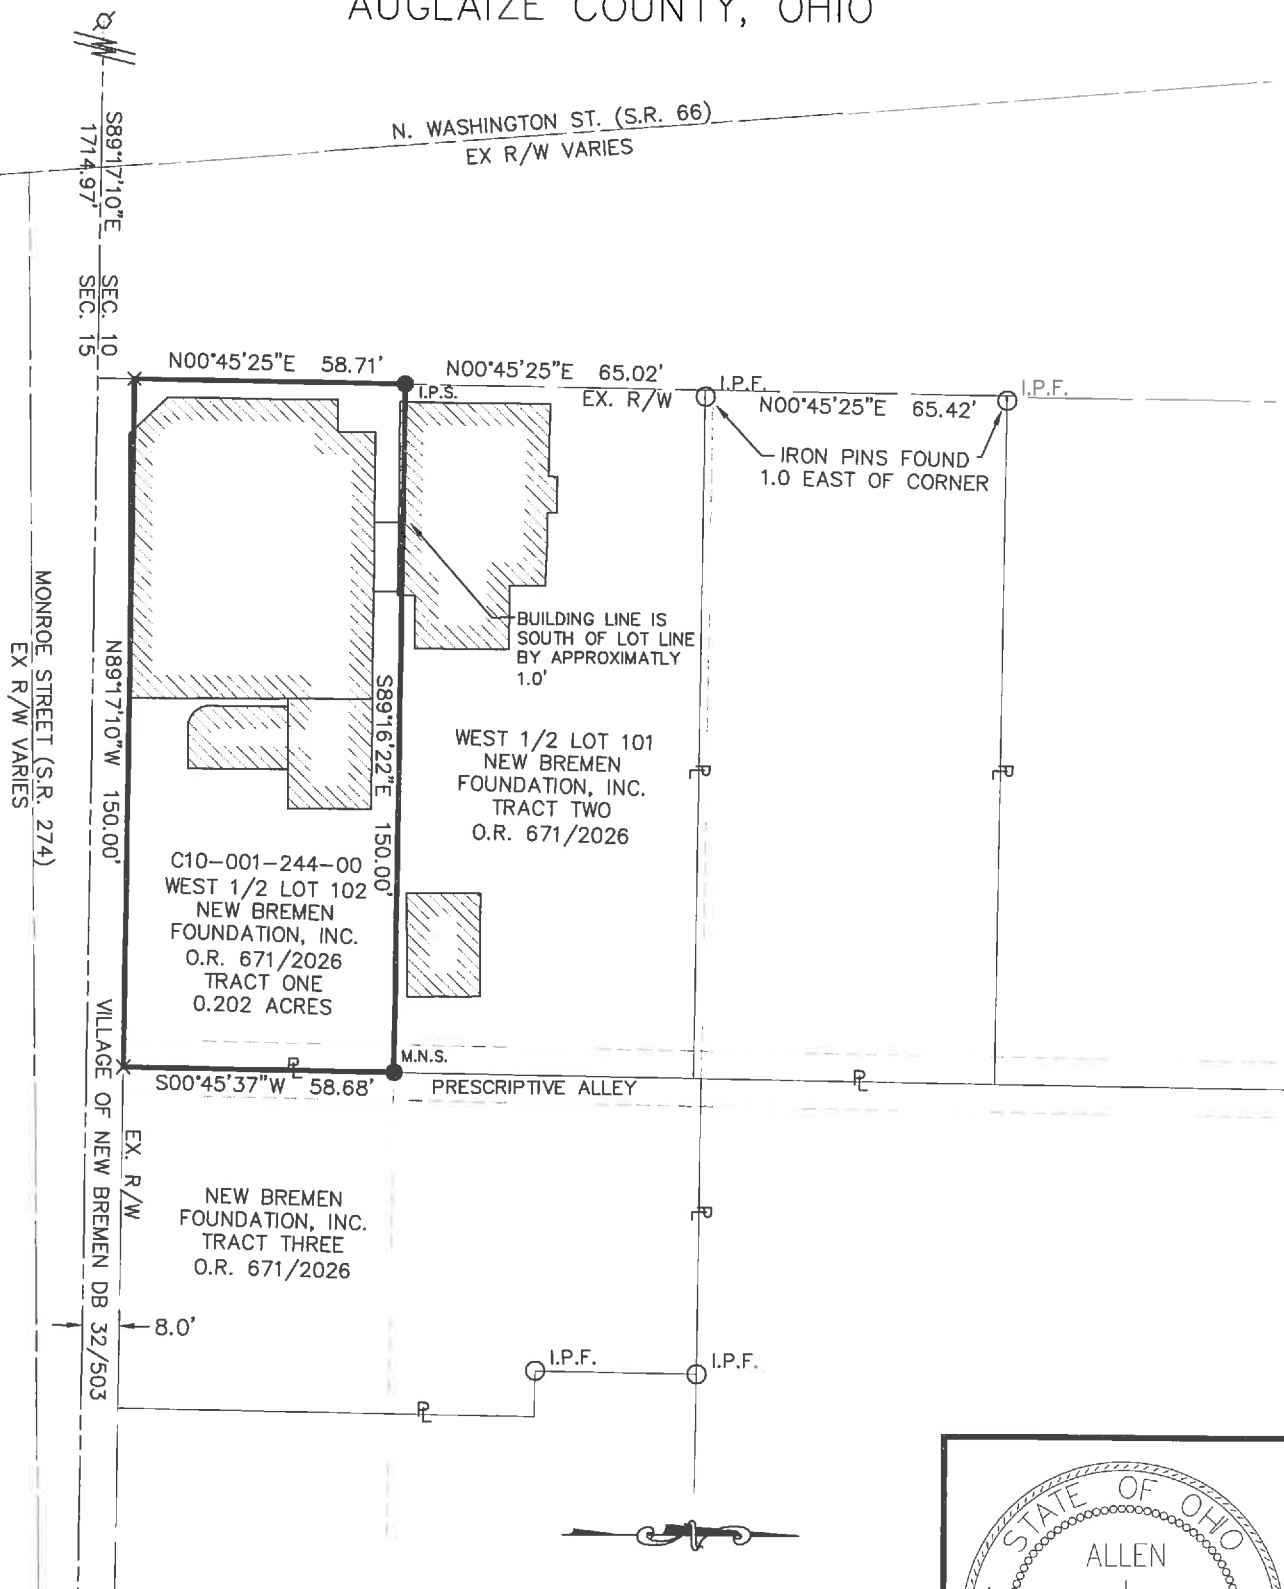 AUGLAIZE COUNTY, OHIO
N. WASHINGTON ST. (S.R. 66)
EX R/W VARIES
S89°17'10"E
1714.97'
SEC. 10
SEC. 15
N00°45'25"E 58.71'
N00°45'25"E 65.02'
I.P.S.
EX. R/W
I.P.F.
N00°45'25"E 65.42'
I.P.F.
IRON PINS FOUND
1.0 EAST OF CORNER
MONROE STREET (S.R. 274)
EX R/W VARIES
N89°17'10"W 150.00'
S89°16'22"E 150.00'
BUILDING LINE IS
SOUTH OF LOT LINE
BY APPROXIMATLY
1.0'
WEST 1/2 LOT 101
NEW BREMEN
FOUNDATION, INC.
TRACT TWO
O.R. 671/2026
PL
PL
C10-001-244-00
WEST 1/2 LOT 102
NEW BREMEN
FOUNDATION, INC.
O.R. 671/2026
TRACT ONE
0.202 ACRES
VILLAGE OF NEW BREMEN DB 32/503
M.N.S.
PL
S00°45'37"W 58.68'
PRESCRIPTIVE ALLEY
PL
EX. R/W
NEW BREMEN
FOUNDATION, INC.
TRACT THREE
O.R. 671/2026
PL
8.0'
I.P.F.
I.P.F.
PL
STATE OF OHIO
ALLEN